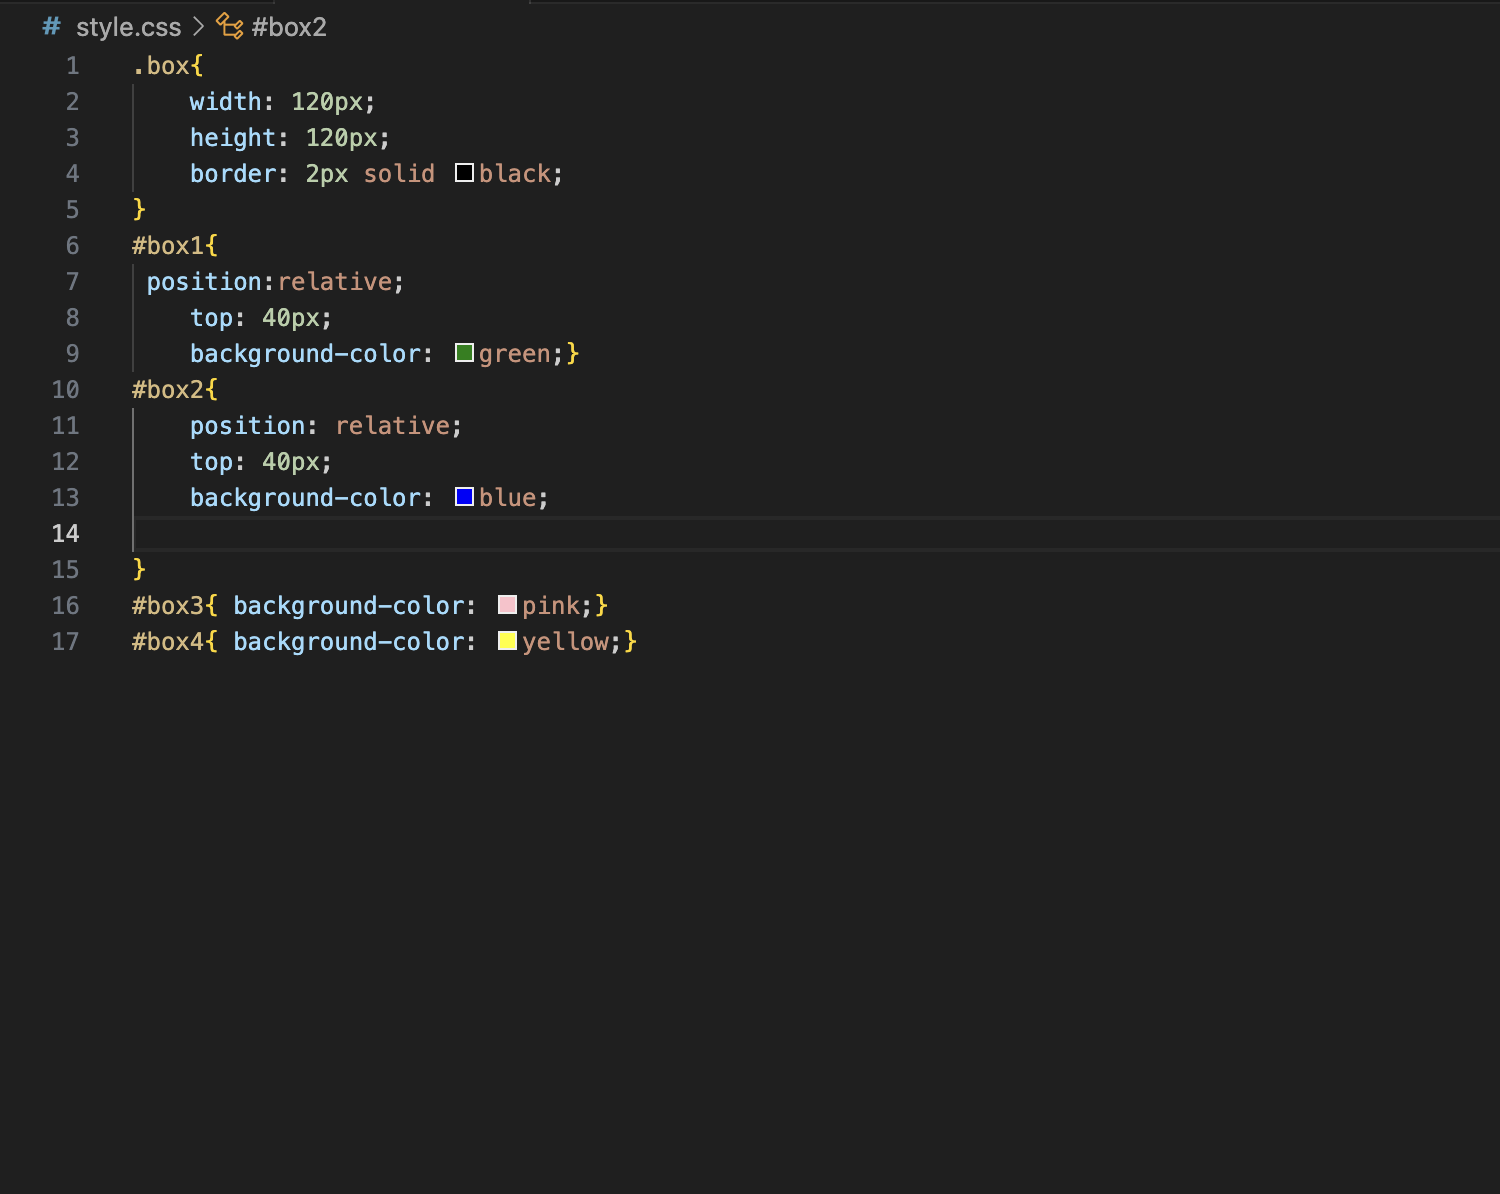 # style.css > #box2
1 .box{
2 width: 120px;
3 height: 120px;
4 border: 2px solid black;
5 }
6 #box1{
7 position:relative;
8 top: 40px;
9 background-color: green;}
10 #box2{
11 position: relative;
12 top: 40px;
13 background-color: blue;
14
15 }
16 #box3{ background-color: pink;}
17 #box4{ background-color: yellow;}